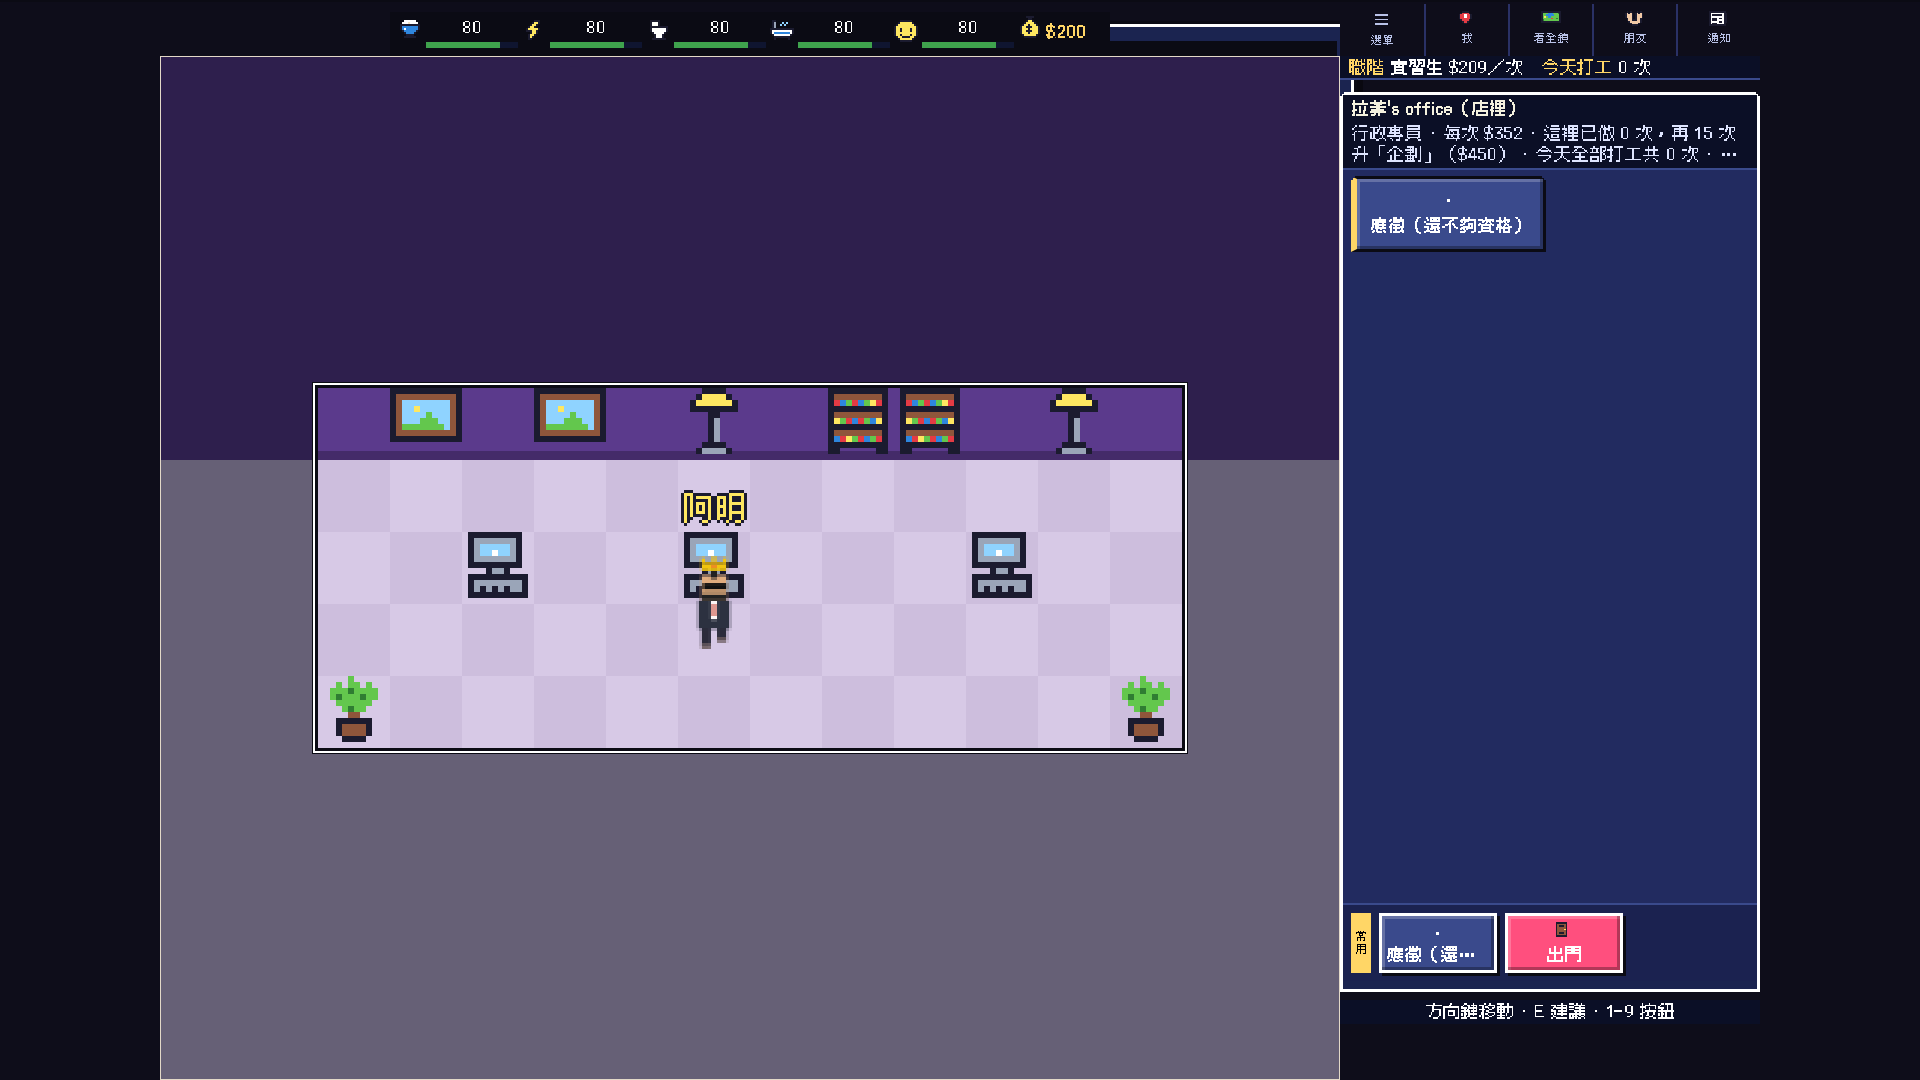 80
80
80
80
80
$200
選單
我
看全鎮
朋友
通知
職階 實習生 $209／次 今天打工 0 次
拉菲's office（店裡）
行政專員 · 每次 $352 · 這裡已做 0 次，再 15 次
升「企劃」（$450） · 今天全部打工共 0 次 · …
應徵（還不夠資格）
阿明
常用
應徵（還…
出門
方向鍵移動 · E 建議 · 1-9 按鈕